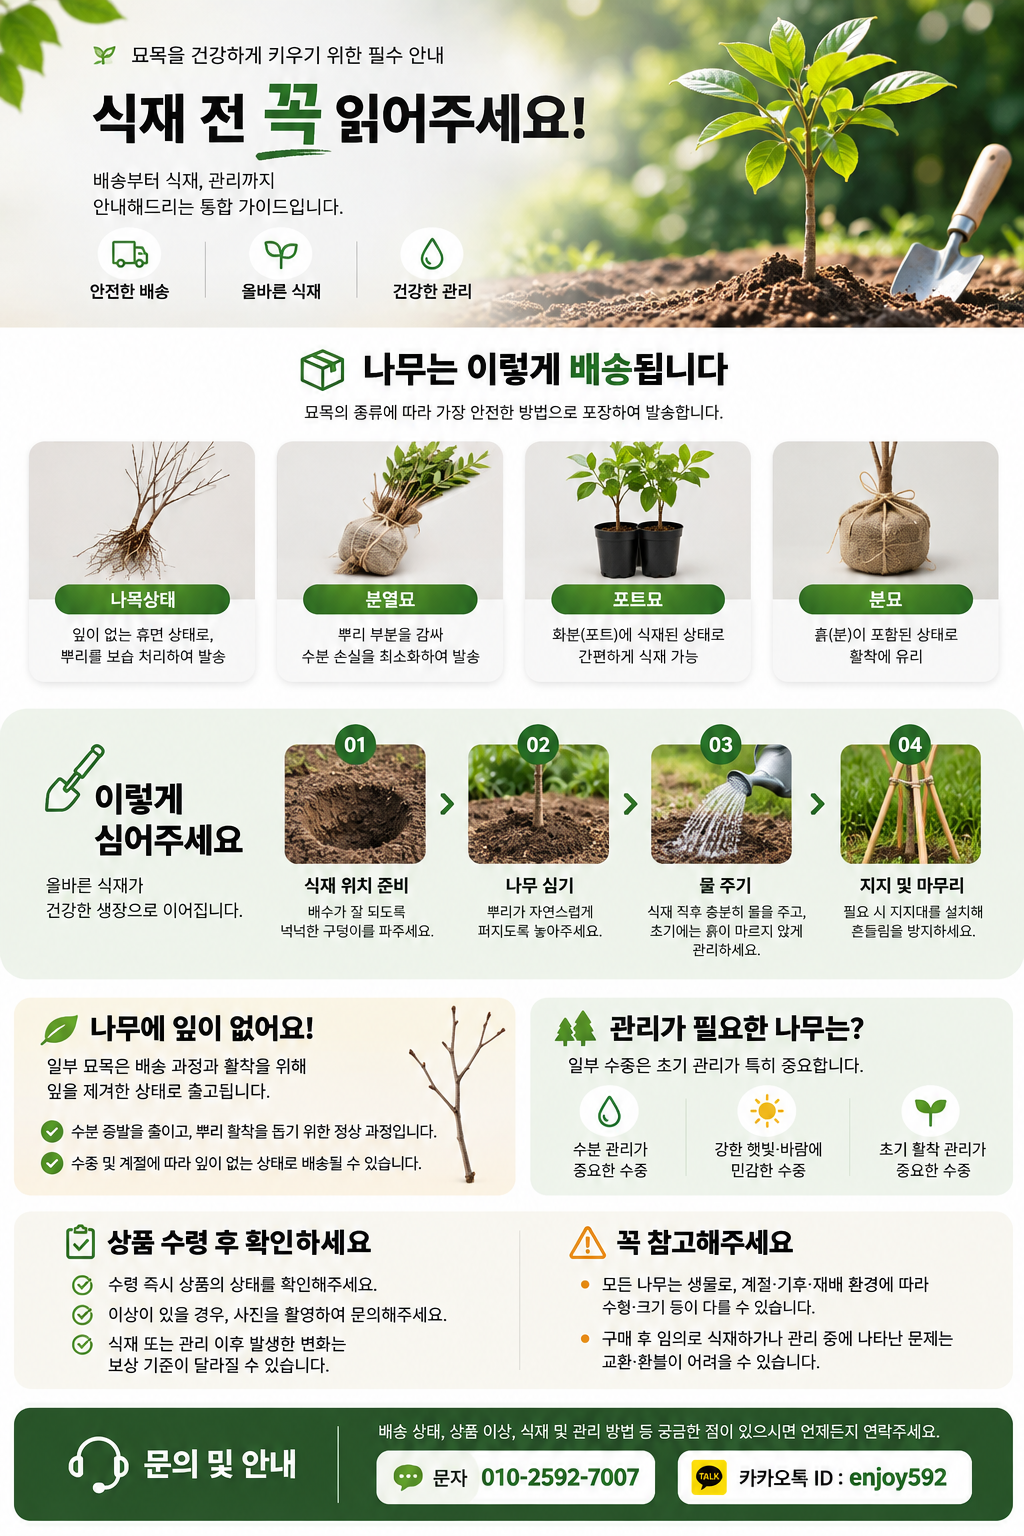 묘목을 건강하게 키우기 위한 필수 안내
식재 전 꼭 읽어주세요!
배송부터 식재, 관리까지
안내해드리는 통합 가이드입니다.
안전한 배송
올바른 식재
건강한 관리
나무는 이렇게 배송됩니다
묘목의 종류에 따라 가장 안전한 방법으로 포장하여 발송합니다.
나목상태
잎이 없는 휴면 상태로,
뿌리를 보습 처리하여 발송
분열묘
뿌리 부분을 감싸
수분 손실을 최소화하여 발송
포트묘
화분(포트)에 식재된 상태로
간편하게 식재 가능
분묘
흙(분)이 포함된 상태로
활착에 유리
이렇게
심어주세요
올바른 식재가
건강한 생장으로 이어집니다.
01
식재 위치 준비
배수가 잘 되도록
넉넉한 구덩이를 파주세요.
02
나무 심기
뿌리가 자연스럽게
퍼지도록 놓아주세요.
03
물 주기
식재 직후 충분히 물을 주고,
초기에는 흙이 마르지 않게
관리하세요.
04
지지 및 마무리
필요 시 지지대를 설치해
흔들림을 방지하세요.
나무에 잎이 없어요!
일부 묘목은 배송 과정과 활착을 위해
잎을 제겨한 상태로 출고됩니다.
수분 증발을 줄이고, 뿌리 활착을 돕기 위한 정상 과정입니다.
수종 및 계절에 따라 잎이 없는 상태로 배송될 수 있습니다.
관리가 필요한 나무는?
일부 수종은 초기 관리가 특히 중요합니다.
수분 관리가
중요한 수종
강한 햇빛·바람에
민감한 수종
초기 활착 관리가
중요한 수종
상품 수령 후 확인하세요
수령 즉시 상품의 상태를 확인해주세요.
이상이 있을 경우, 사진을 촬영하여 문의해주세요.
식재 또는 관리 이후 발생한 변화는
보상 기준이 달라질 수 있습니다.
꼭 참고해주세요
모든 나무는 생물로, 계절·기후·재배 환경에 따라
수형·크기 등이 다를 수 있습니다.
구매 후 임의로 식재하거나 관리 중에 나타난 문제는
교환·환불이 어려울 수 있습니다.
문의 및 안내
배송 상태, 상품 이상, 식재 및 관리 방법 등 궁금한 점이 있으시면 언제든지 연락주세요.
문자 010-2592-7007
TALK 카카오톡 ID : enjoy592